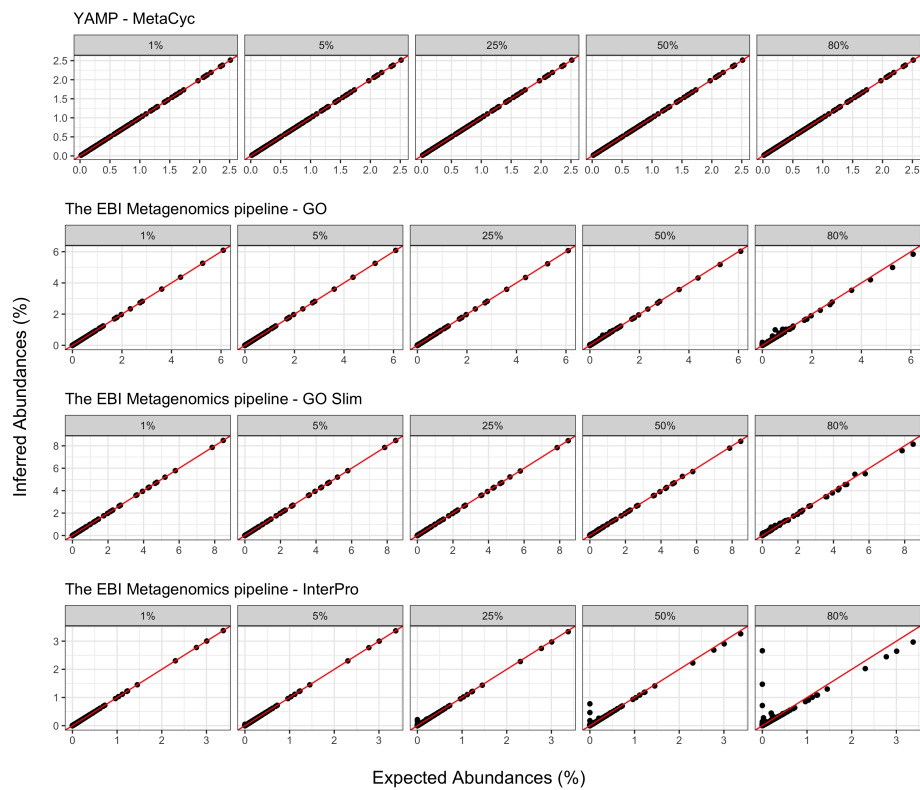 YAMP - MetaCyc
1% 5% 25% 50% 80%
2.5
2.0
1.5
1.0
0.5
0.0
0.0 0.5 1.0 1.5 2.0 2.5 0.0 0.5 1.0 1.5 2.0 2.5 0.0 0.5 1.0 1.5 2.0 2.5 0.0 0.5 1.0 1.5 2.0 2.5 0.0 0.5 1.0 1.5 2.0 2.5
The EBI Metagenomics pipeline - GO
1% 5% 25% 50% 80%
6
4
2
0
0 2 4 6 0 2 4 6 0 2 4 6 0 2 4 6 0 2 4 6
Inferred Abundances (%)
The EBI Metagenomics pipeline - GO Slim
1% 5% 25% 50% 80%
8
6
4
2
0
0 2 4 6 8 0 2 4 6 8 0 2 4 6 8 0 2 4 6 8 0 2 4 6 8
The EBI Metagenomics pipeline - InterPro
1% 5% 25% 50% 80%
3
2
1
0
0 1 2 3 0 1 2 3 0 1 2 3 0 1 2 3 0 1 2 3
Expected Abundances (%)